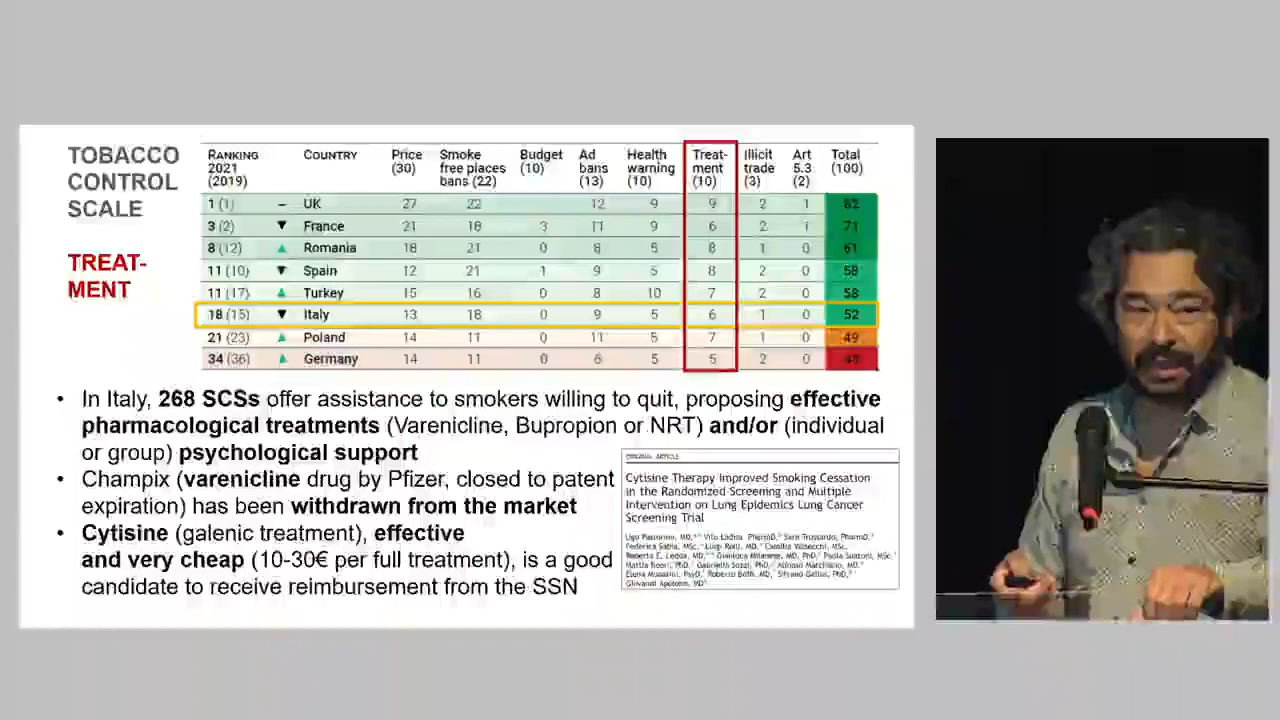 TOBACCO
CONTROL
SCALE
TREAT-
MENT
RANKING 2021 (2019) COUNTRY Price (30) Smoke free places bans (22) Budget (10) Ad bans (13) Health warning (10) Treat-ment (10) Illicit trade (3) Art 5.3 (2) Total (100)
1 (1) – UK 27 22 12 9 9 2 1 82
3 (2) ▼ France 21 18 3 11 9 6 2 1 71
8 (12) ▲ Romania 18 21 0 8 5 8 1 0 61
11 (10) ▼ Spain 12 21 1 9 5 8 2 0 58
11 (17) ▲ Turkey 15 16 0 8 10 7 2 0 58
18 (15) ▼ Italy 13 18 0 9 5 6 1 0 52
21 (23) ▲ Poland 14 11 0 11 5 7 1 0 49
34 (36) ▲ Germany 14 11 0 6 5 5 2 0 43
• In Italy, 268 SCSs offer assistance to smokers willing to quit, proposing effective
pharmacological treatments (Varenicline, Bupropion or NRT) and/or (individual
or group) psychological support
• Champix (varenicline drug by Pfizer, closed to patent
expiration) has been withdrawn from the market
• Cytisine (galenic treatment), effective
and very cheap (10-30€ per full treatment), is a good
candidate to receive reimbursement from the SSN
ORIGINAL ARTICLE
Cytisine Therapy Improved Smoking Cessation
in the Randomized Screening and Multiple
Intervention on Lung Epidemics Lung Cancer
Screening Trial